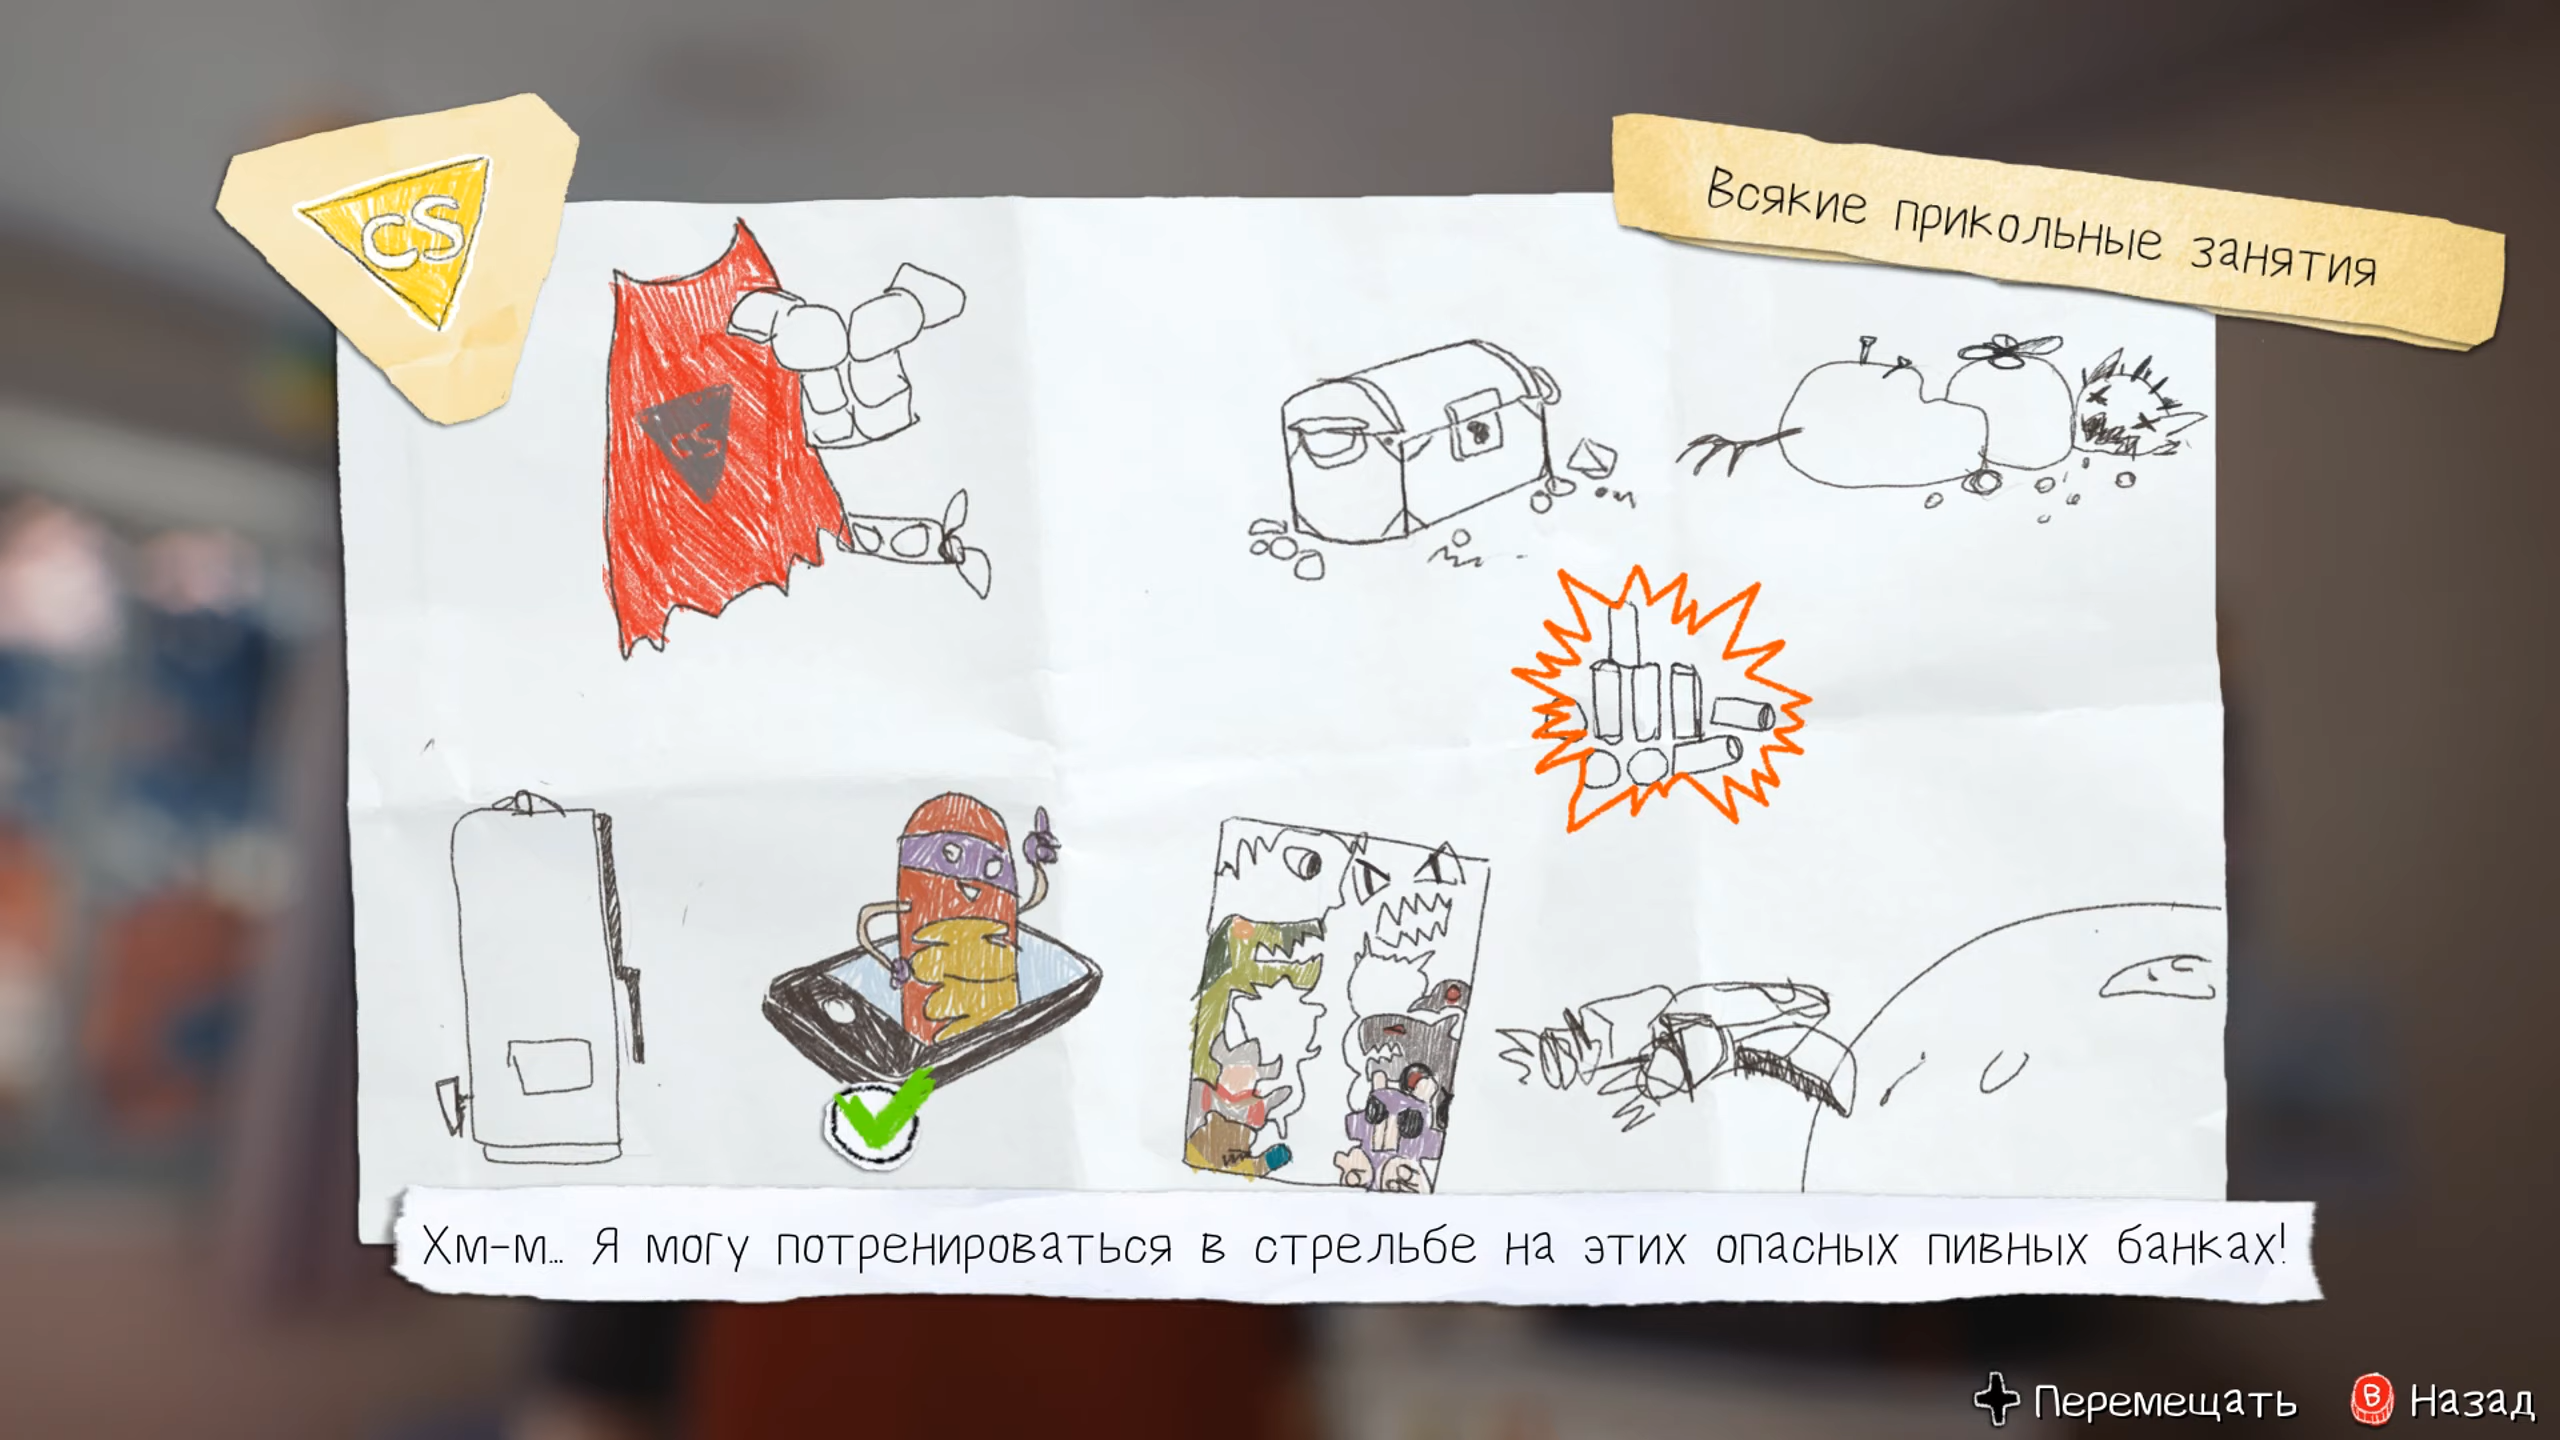 CS
Всякие прикольные занятия
CS
Хм-м... Я могу потренироваться в стрельбе на этих опасных пивных банках!
Перемещать
B Назад